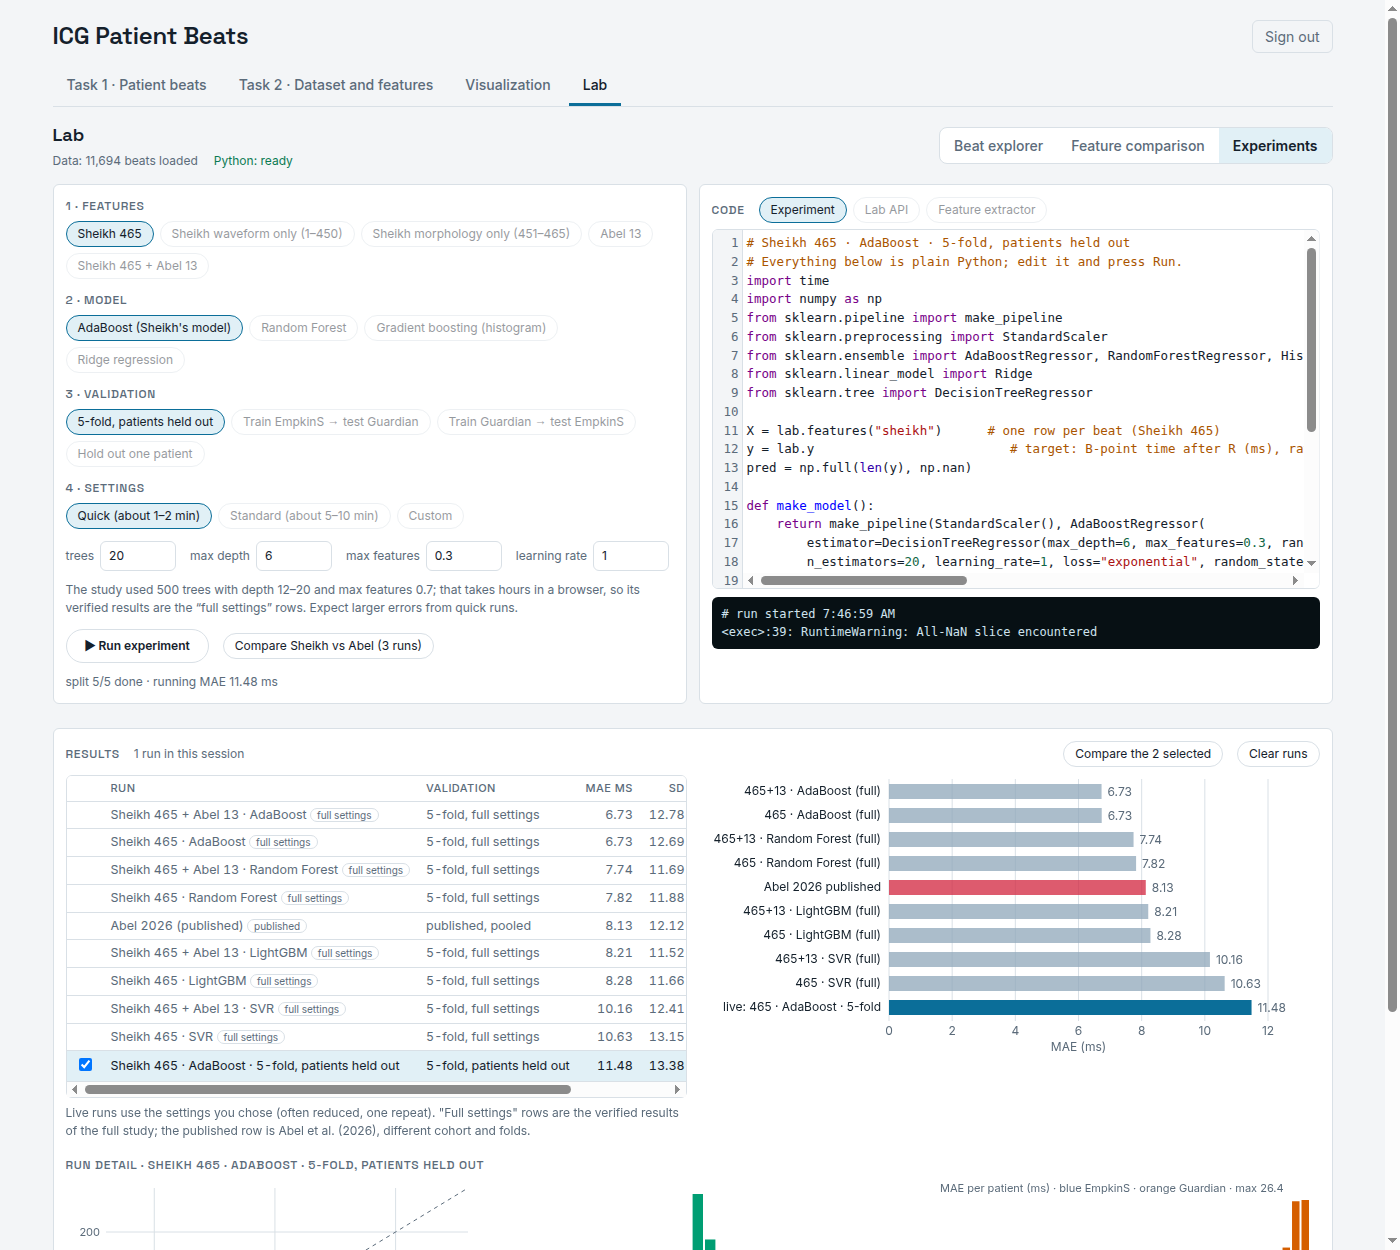 ICG Patient Beats
Sign out
Task 1 · Patient beats
Task 2 · Dataset and features
Visualization
Lab
Lab
Data: 11,694 beats loaded Python: ready
Beat explorer
Feature comparison
Experiments
1 · FEATURES
Sheikh 465
Sheikh waveform only (1–450)
Sheikh morphology only (451–465)
Abel 13
Sheikh 465 + Abel 13
2 · MODEL
AdaBoost (Sheikh's model)
Random Forest
Gradient boosting (histogram)
Ridge regression
3 · VALIDATION
5-fold, patients held out
Train EmpkinS → test Guardian
Train Guardian → test EmpkinS
Hold out one patient
4 · SETTINGS
Quick (about 1–2 min)
Standard (about 5–10 min)
Custom
trees 20 max depth 6 max features 0.3 learning rate 1
The study used 500 trees with depth 12–20 and max features 0.7; that takes hours in a browser, so its
verified results are the “full settings” rows. Expect larger errors from quick runs.
▶ Run experiment
Compare Sheikh vs Abel (3 runs)
split 5/5 done · running MAE 11.48 ms
CODE
Experiment
Lab API
Feature extractor
1 # Sheikh 465 · AdaBoost · 5-fold, patients held out
2 # Everything below is plain Python; edit it and press Run.
3 import time
4 import numpy as np
5 from sklearn.pipeline import make_pipeline
6 from sklearn.preprocessing import StandardScaler
7 from sklearn.ensemble import AdaBoostRegressor, RandomForestRegressor, His
8 from sklearn.linear_model import Ridge
9 from sklearn.tree import DecisionTreeRegressor
10
11 X = lab.features("sheikh") # one row per beat (Sheikh 465)
12 y = lab.y # target: B-point time after R (ms), ra
13 pred = np.full(len(y), np.nan)
14
15 def make_model():
16 return make_pipeline(StandardScaler(), AdaBoostRegressor(
17 estimator=DecisionTreeRegressor(max_depth=6, max_features=0.3, ran
18 n_estimators=20, learning_rate=1, loss="exponential", random_state
19
# run started 7:46:59 AM
<exec>:39: RuntimeWarning: All-NaN slice encountered
RESULTS 1 run in this session
Compare the 2 selected
Clear runs
RUN VALIDATION MAE MS SD
Sheikh 465 + Abel 13 · AdaBoost full settings 5-fold, full settings 6.73 12.78
Sheikh 465 · AdaBoost full settings 5-fold, full settings 6.73 12.69
Sheikh 465 + Abel 13 · Random Forest full settings 5-fold, full settings 7.74 11.69
Sheikh 465 · Random Forest full settings 5-fold, full settings 7.82 11.88
Abel 2026 (published) published published, pooled 8.13 12.12
Sheikh 465 + Abel 13 · LightGBM full settings 5-fold, full settings 8.21 11.52
Sheikh 465 · LightGBM full settings 5-fold, full settings 8.28 11.66
Sheikh 465 + Abel 13 · SVR full settings 5-fold, full settings 10.16 12.41
Sheikh 465 · SVR full settings 5-fold, full settings 10.63 13.15
Sheikh 465 · AdaBoost · 5-fold, patients held out 5-fold, patients held out 11.48 13.38
Live runs use the settings you chose (often reduced, one repeat). "Full settings" rows are the verified results
of the full study; the published row is Abel et al. (2026), different cohort and folds.
465+13 · AdaBoost (full) 6.73
465 · AdaBoost (full) 6.73
465+13 · Random Forest (full) 7.74
465 · Random Forest (full) 7.82
Abel 2026 published 8.13
465+13 · LightGBM (full) 8.21
465 · LightGBM (full) 8.28
465+13 · SVR (full) 10.16
465 · SVR (full) 10.63
live: 465 · AdaBoost · 5-fold 11.48
0 2 4 6 8 10 12
MAE (ms)
RUN DETAIL · SHEIKH 465 · ADABOOST · 5-FOLD, PATIENTS HELD OUT
200
MAE per patient (ms) · blue EmpkinS · orange Guardian · max 26.4